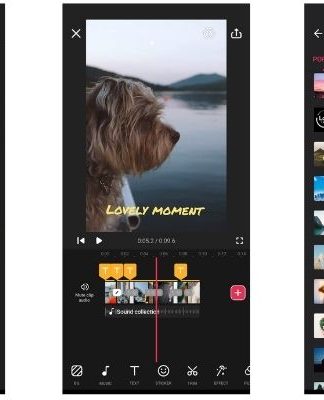 Lovely moment
0:05.2 / 0:09.6
Mute clip
audio
Sound collection
BG
MUSIC
TEXT
STICKER
TRIM
EFFECT